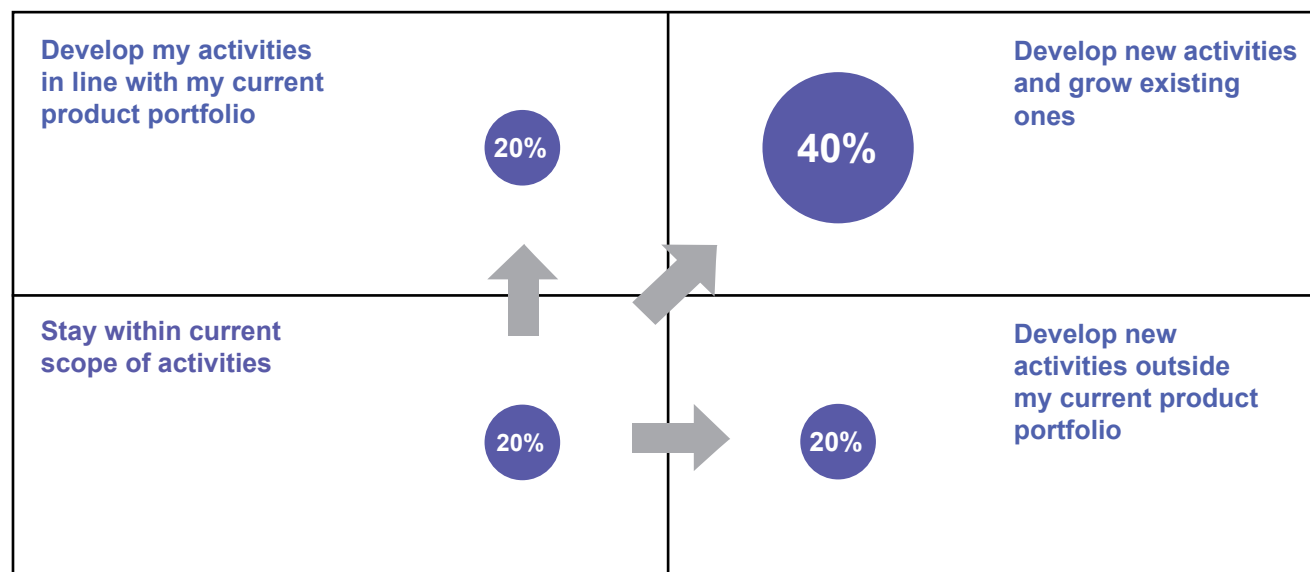 Develop my activities
in line with my current
product portfolio
20%
Develop new activities
and grow existing
ones
40%
Stay within current
scope of activities
20%
Develop new
activities outside
my current product
portfolio
20%